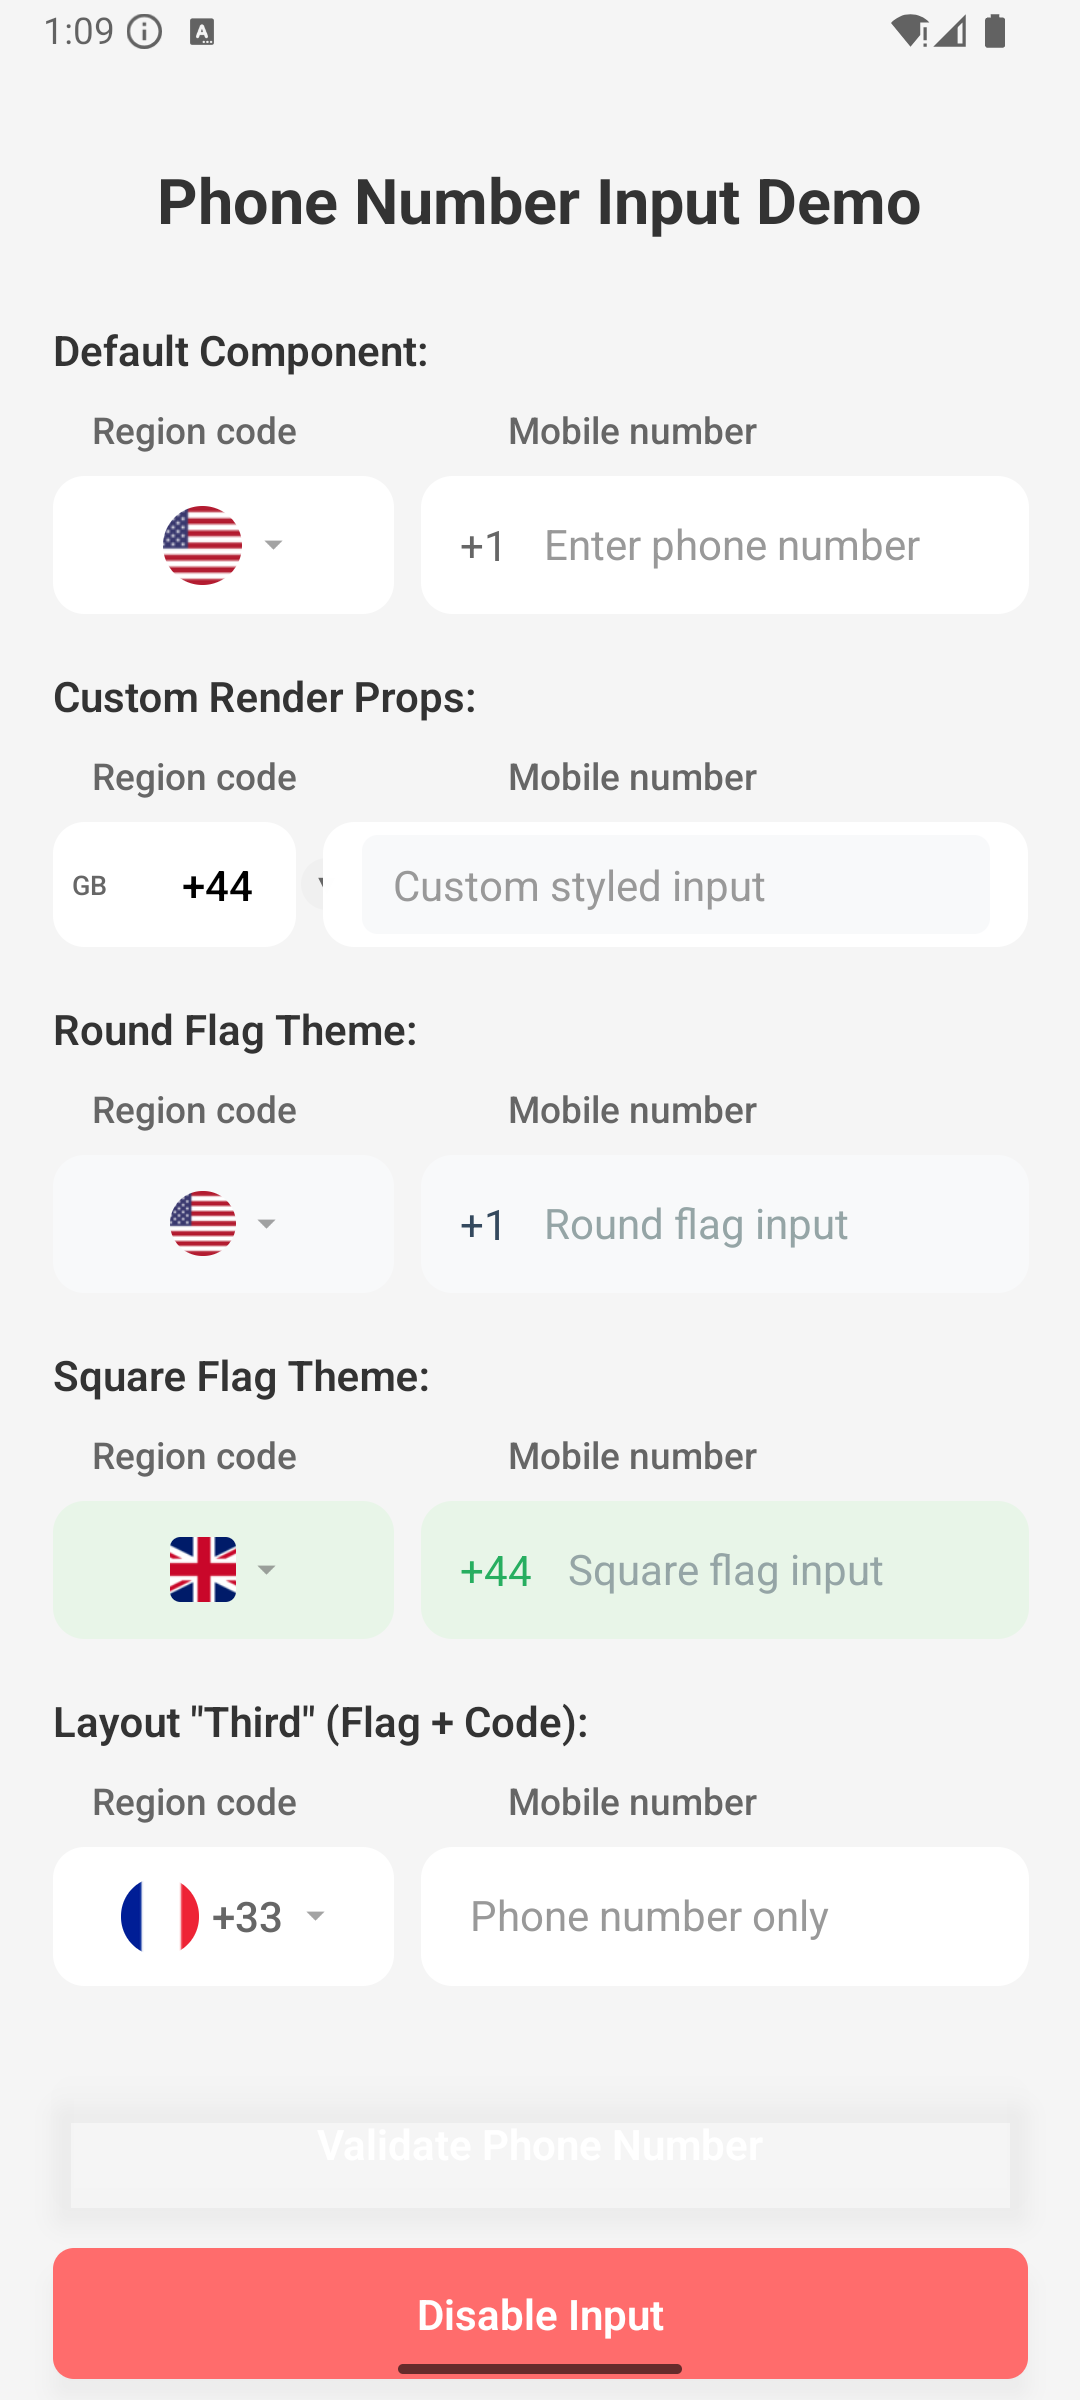 1:09
Phone Number Input Demo
Default Component:
Region code Mobile number
+1 Enter phone number
Custom Render Props:
Region code Mobile number
GB +44 Custom styled input
Round Flag Theme:
Region code Mobile number
+1 Round flag input
Square Flag Theme:
Region code Mobile number
+44 Square flag input
Layout "Third" (Flag + Code):
Region code Mobile number
+33 Phone number only
Validate Phone Number
Disable Input